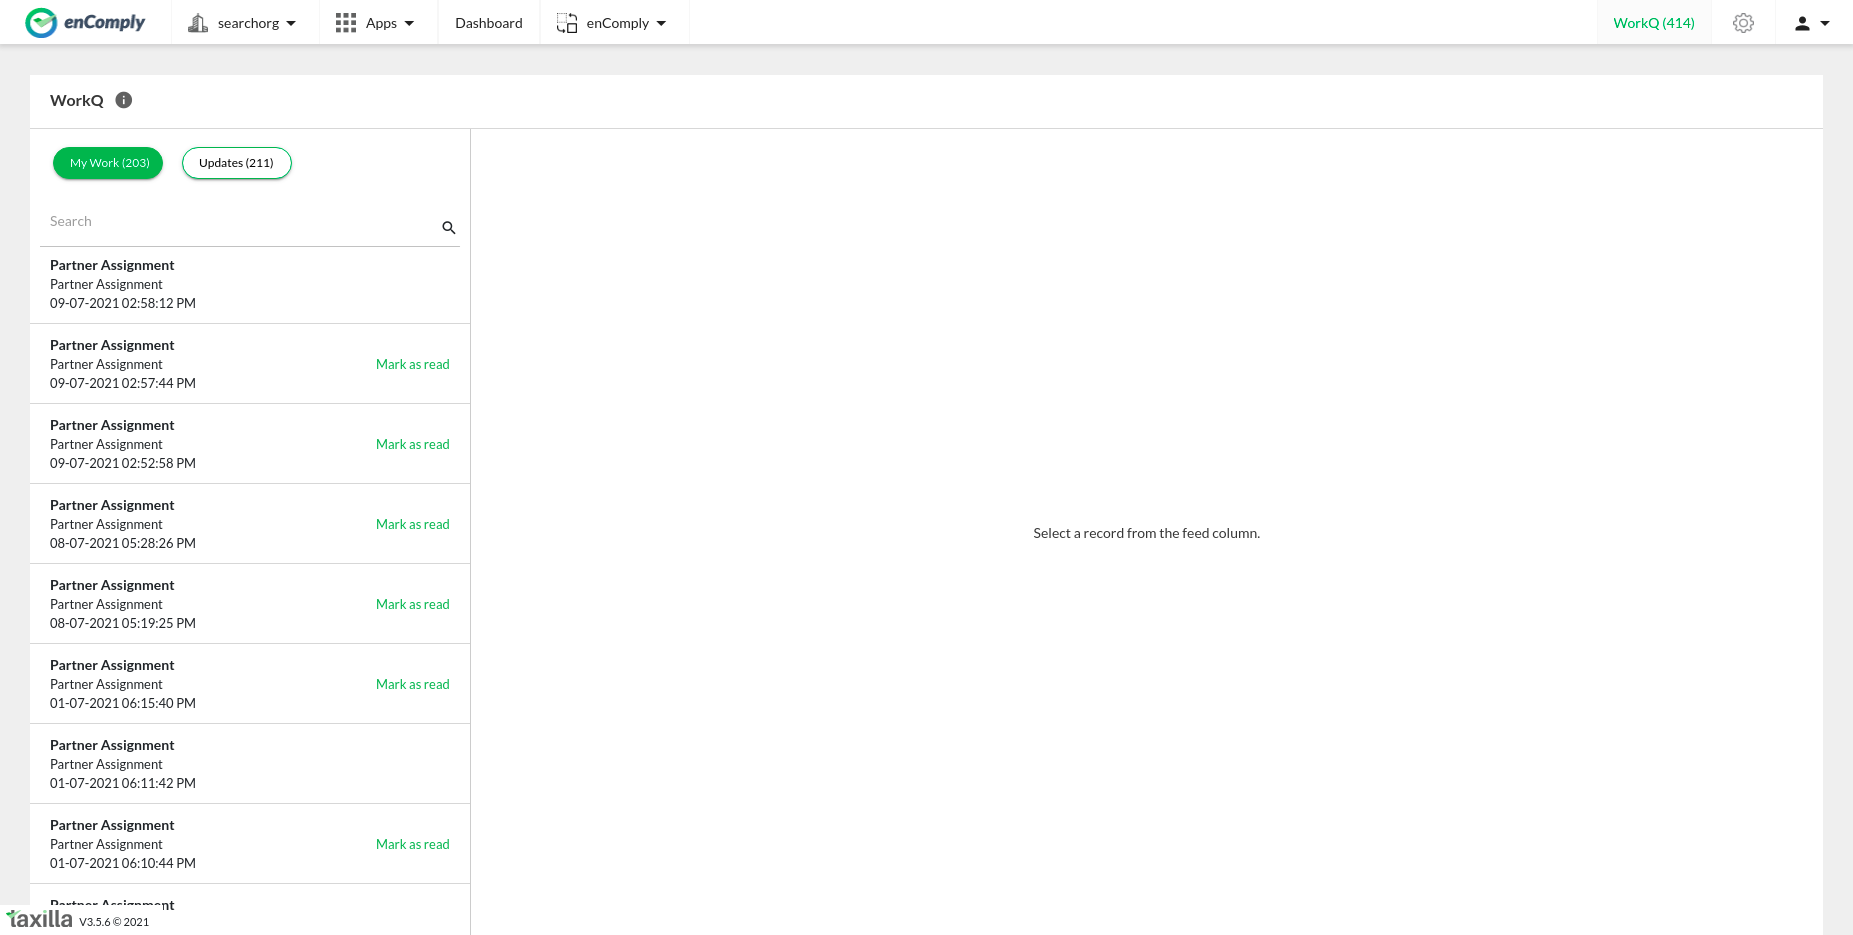 enComply
searchorg
Apps
Dashboard
enComply
WorkQ (414)
WorkQ
My Work (203)
Updates (211)
Search
Partner Assignment
Partner Assignment
09-07-2021 02:58:12 PM
Partner Assignment
Partner Assignment
Mark as read
09-07-2021 02:57:44 PM
Partner Assignment
Partner Assignment
Mark as read
09-07-2021 02:52:58 PM
Partner Assignment
Partner Assignment
Mark as read
08-07-2021 05:28:26 PM
Select a record from the feed column.
Partner Assignment
Partner Assignment
Mark as read
08-07-2021 05:19:25 PM
Partner Assignment
Partner Assignment
Mark as read
01-07-2021 06:15:40 PM
Partner Assignment
Partner Assignment
01-07-2021 06:11:42 PM
Partner Assignment
Partner Assignment
Mark as read
01-07-2021 06:10:44 PM
Partner Assignment
taxilla V3.5.6 © 2021